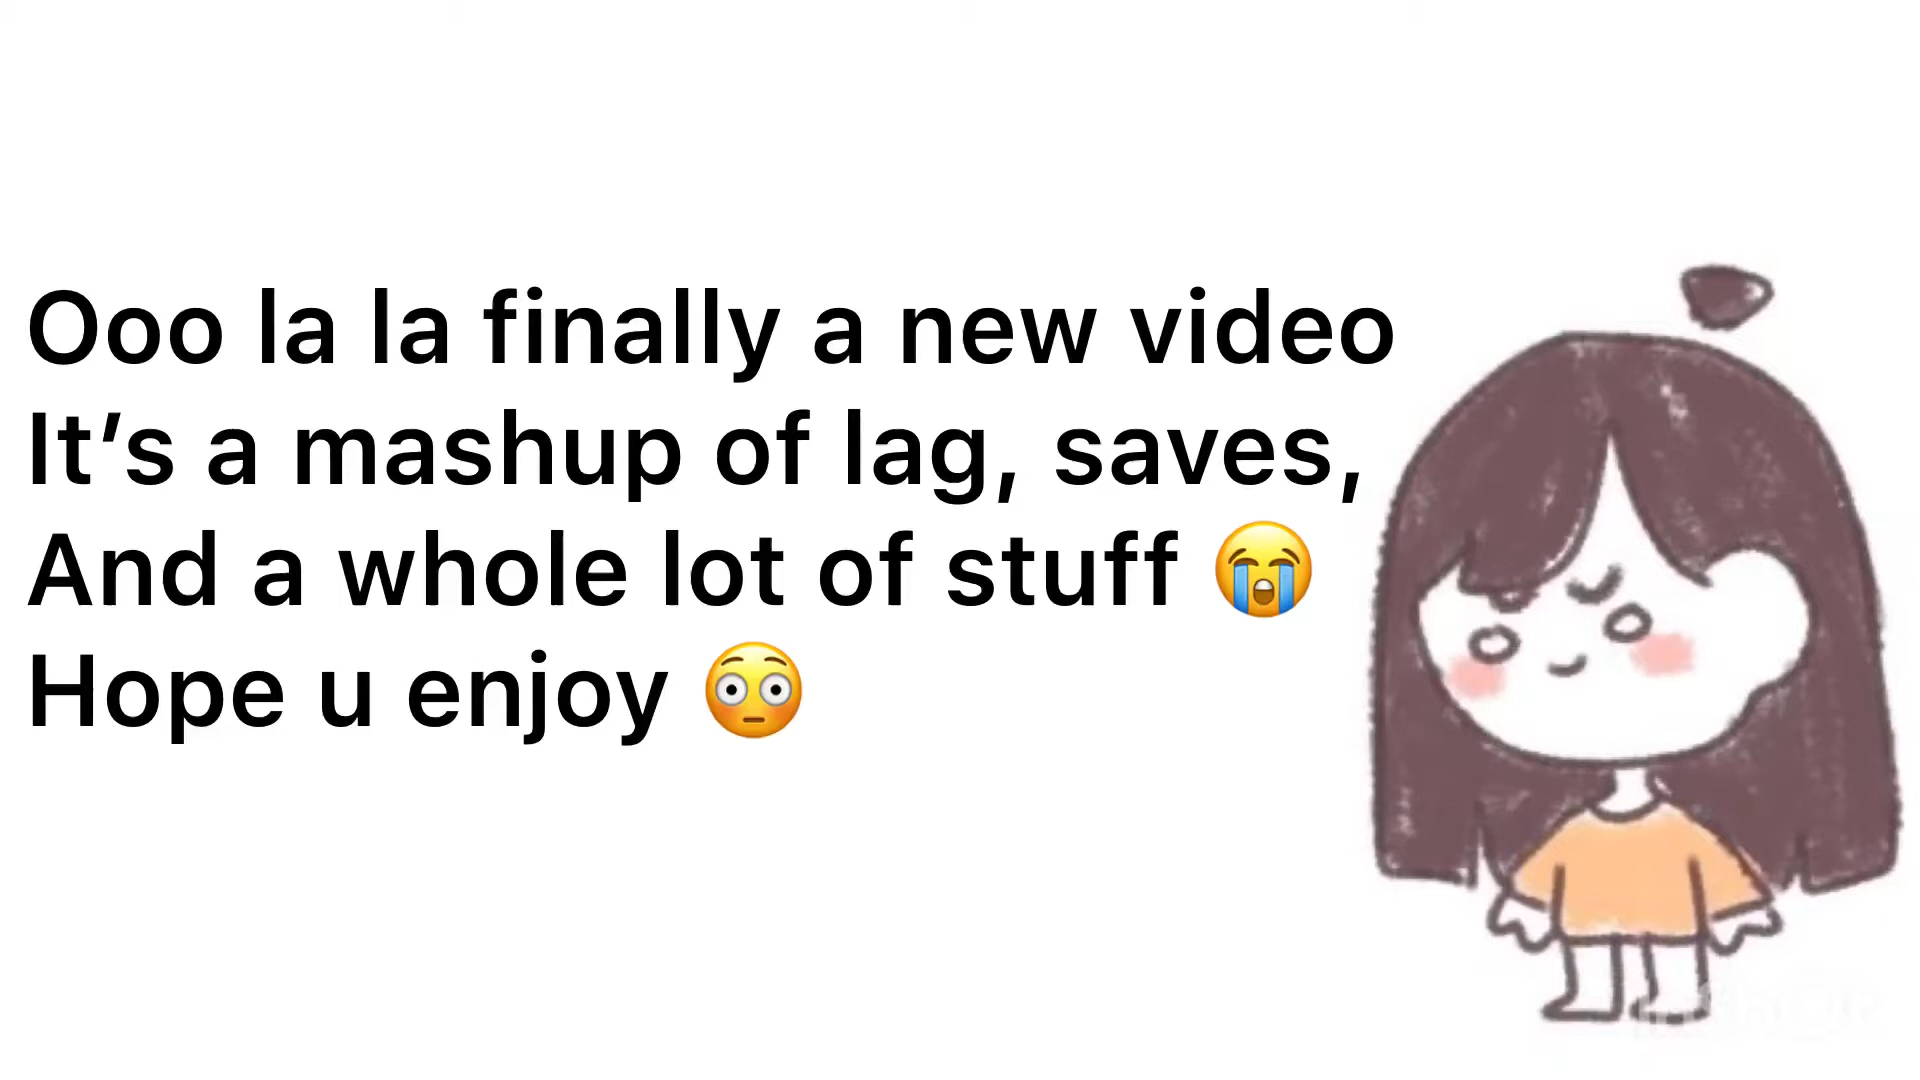 Ooo la la finally a new video
It’s a mashup of lag, saves,
And a whole lot of stuff 😭
Hope u enjoy 😳